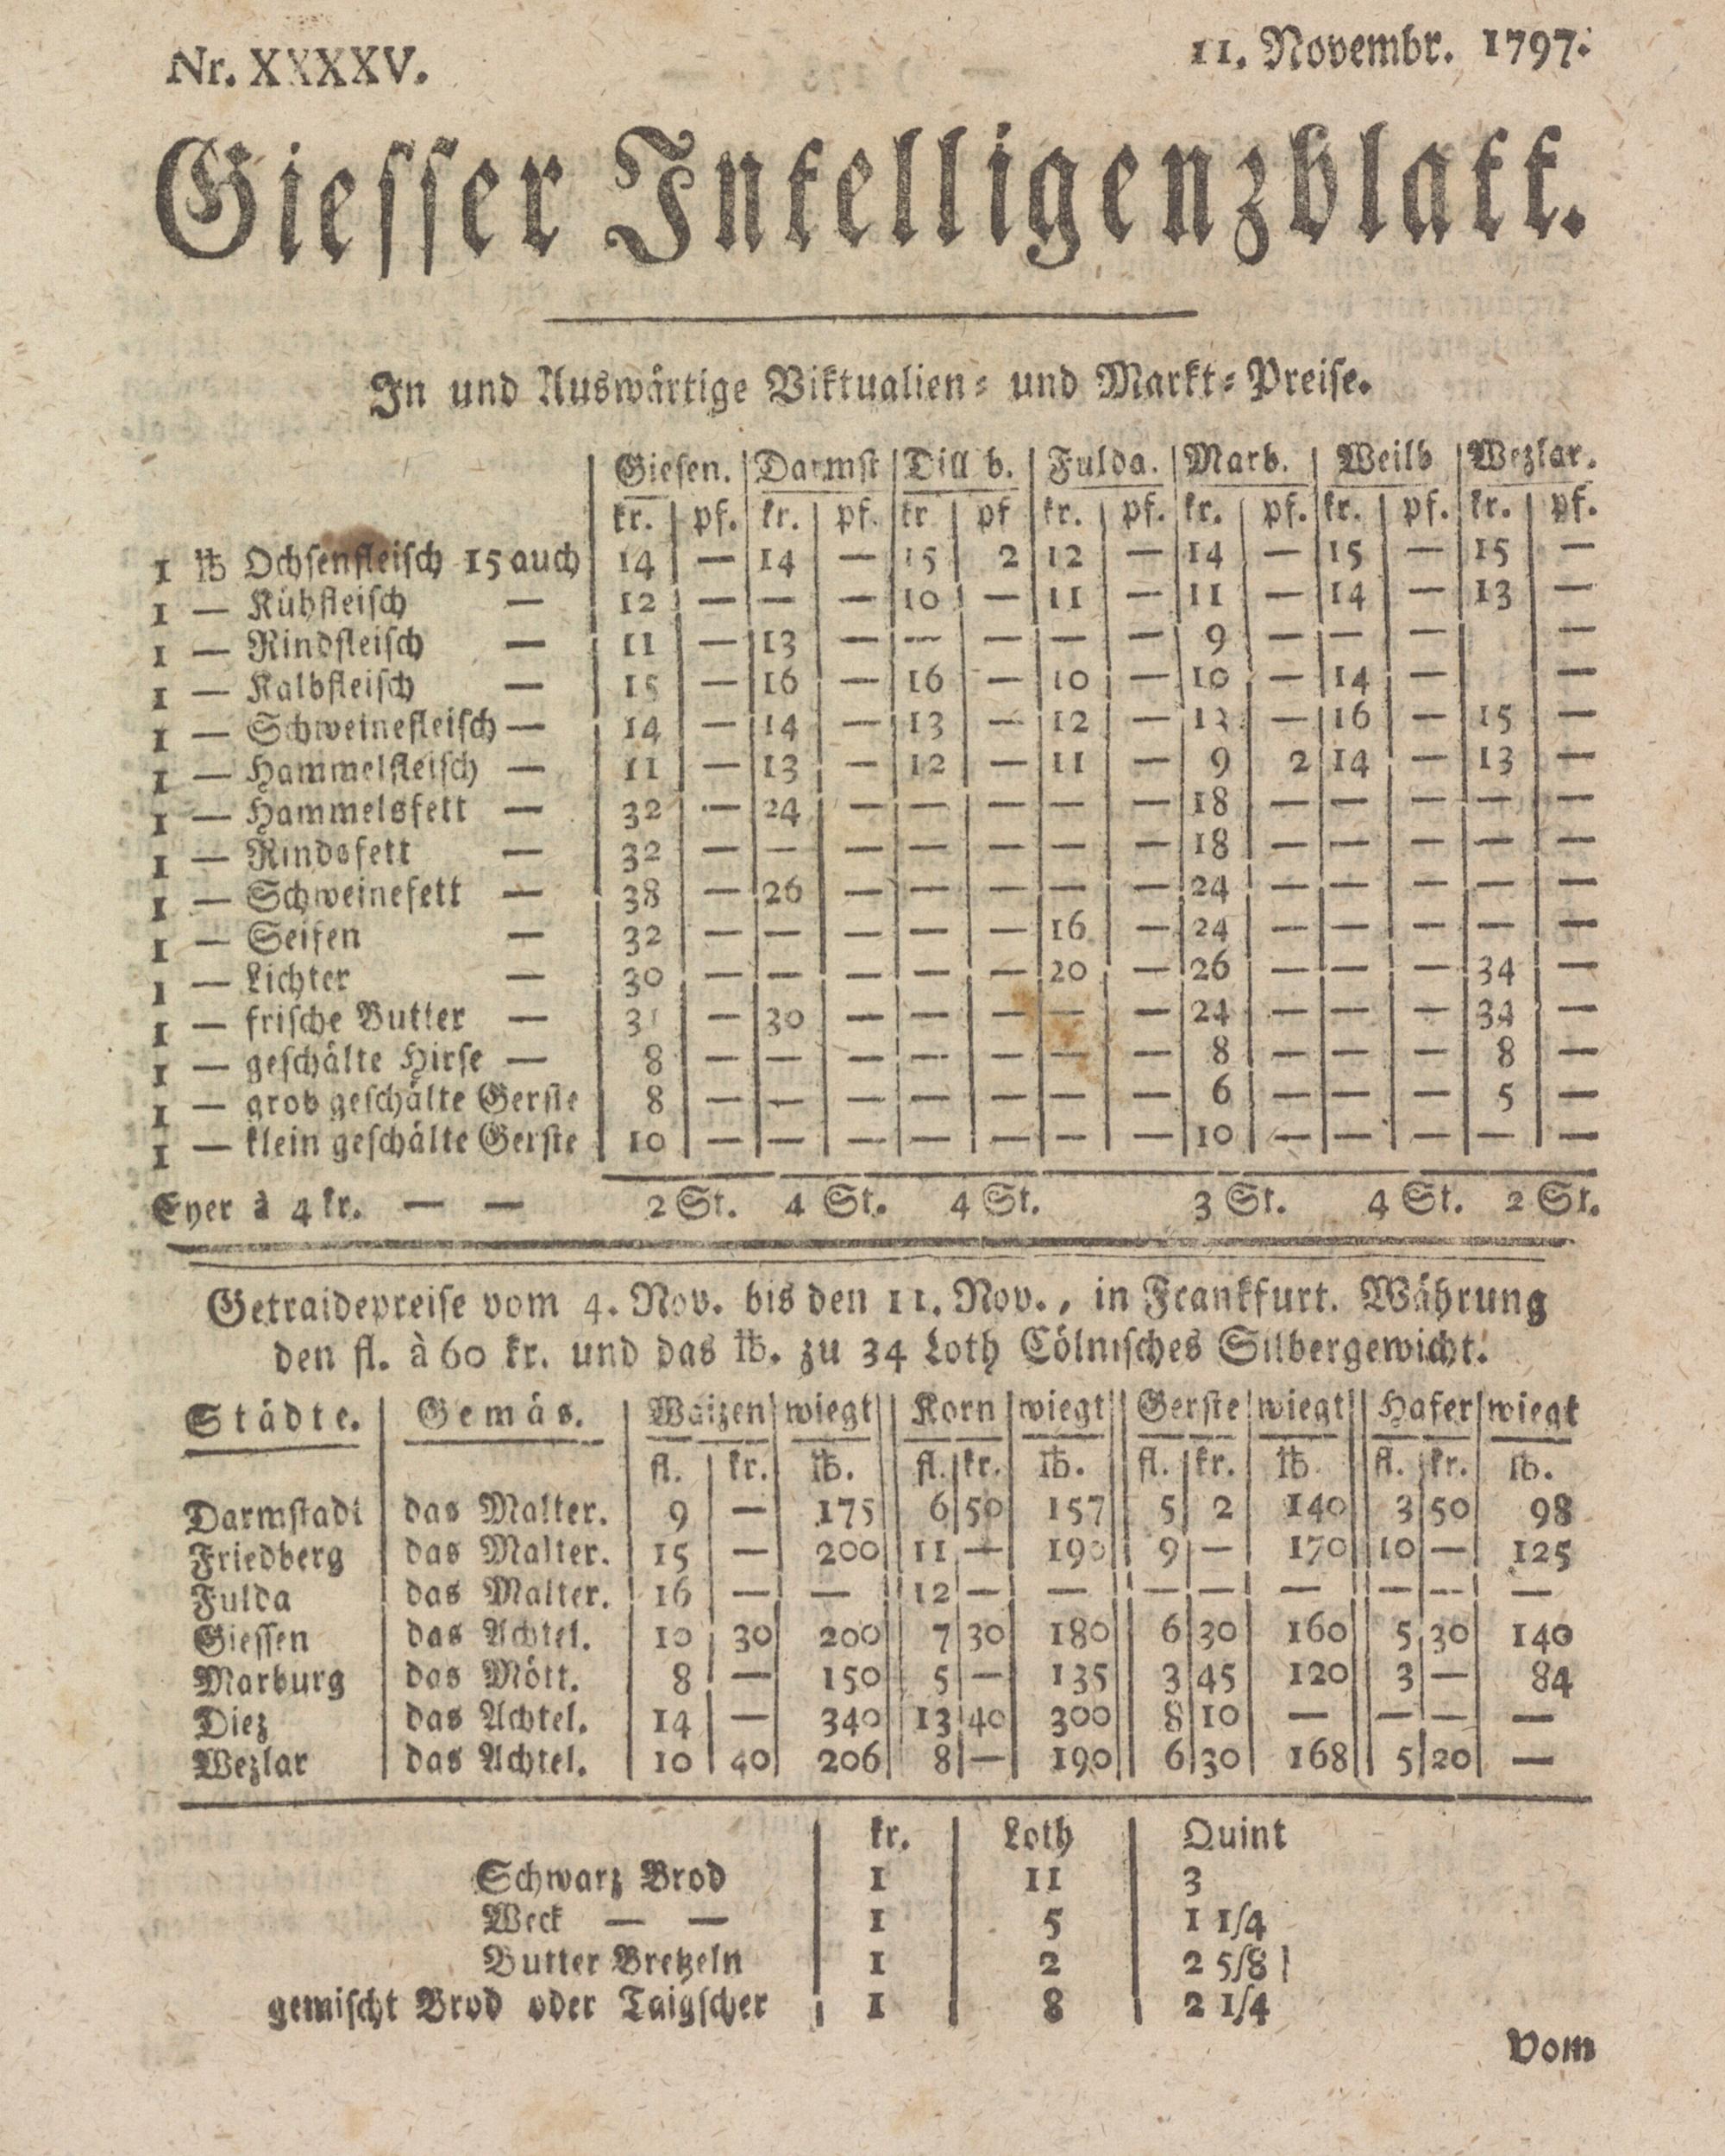 Nr. XXXXV. 11. Novembr. 1797.
Giesser Intelligenzblatt.
In und Auswärtige Viktualien- und Markt-Preise.
Giesen. Darmst Dill b. Fulda. Marb. Weilb Wezlar.
kr. pf. kr. pf. kr pf kr. pf. kr. pf. kr. pf. kr. pf.
1 ℔ Ochsenfleisch 15 auch 14 — 14 — 15 2 12 — 14 — 15 — 15 —
1 — Kühfleisch — 12 — — — 10 — 11 — 11 — 14 — 13 —
1 — Rindfleisch — 11 — 13 — — — — — 9 — — — —
1 — Kalbfleisch — 15 — 16 — 16 — 10 — 10 — 14 — —
1 — Schweinefleisch — 14 — 14 — 13 — 12 — — 16 — 15 —
1 — Hammelfleisch — 11 — 13 — 12 — 11 — 9 2 14 — 13 —
1 — Hammelsfett — 32 — 24 — — — — — 18 — — — — —
1 — Rindsfett — 32 — — — — — — — 18 — — — — —
1 — Schweinefett — 38 — 26 — — — — — 24 — — — — —
1 — Seifen — 32 — — — — — 16 — 24 — — — — —
1 — Lichter — 30 — — — — — 20 — 26 — — — 34 —
1 — frische Butter — — 30 — — — — — 24 — — — 34 —
1 — geschälte Hirse — 8 — — — — — — — 8 — — — 8 —
1 — grob geschälte Gerste 8 — — — — — — — 6 — — — 5 —
1 — klein geschälte Gerste 10 — — — — — — — 10 — — — — —
Eyer à 4 kr. — — 2 St. 4 St. 4 St. 3 St. 4 St. 2 St.
Getraidepreise vom 4. Nov. bis den 11. Nov., in Frankfurt. Währung
den fl. à 60 kr. und das ℔. zu 34 Loth Cölnisches Silbergewicht.
Städte. Gemäs. Waizen wiegt Korn wiegt Gerste wiegt Hafer wiegt
fl. kr. ℔. fl. kr. ℔. fl. kr. ℔. fl. kr. ℔.
Darmstadt das Malter. 9 — 175 6 50 157 5 2 140 3 50 98
Friedberg das Malter. 15 — 200 11 — 190 9 — 170 10 — 125
Fulda das Malter. 16 — — 12 — — — — — — — —
Giessen das Achtel. 10 30 200 7 30 180 6 30 160 5 30 140
Marburg das Mött. 8 — 150 5 — 135 3 45 120 3 — 84
Diez das Achtel. 14 — 340 13 40 300 8 10 — — — —
Wezlar das Achtel. 10 40 206 8 — 190 6 30 168 5 20 —
kr. Loth Quint
Schwarz Brod 1 11 3
Weck — — 1 5 1 1/4
Butter Bretzeln 1 2 2 5/8
gemischt Brod oder Taigscher 1 8 2 1/4
Vom